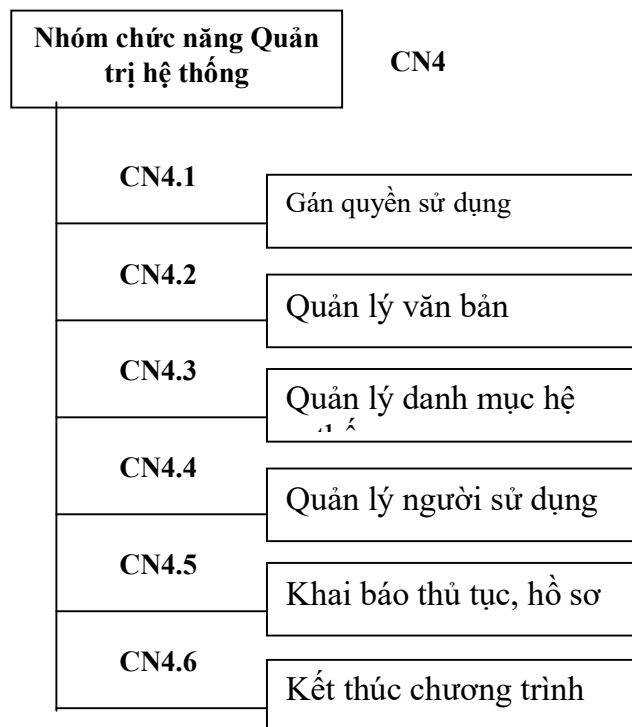 Nhóm chức năng Quản
trị hệ thống
CN4
CN4.1
Gán quyền sử dụng
CN4.2
Quản lý văn bản
CN4.3
Quản lý danh mục hệ
CN4.4
Quản lý người sử dụng
CN4.5
Khai báo thủ tục, hồ sơ
CN4.6
Kết thúc chương trình